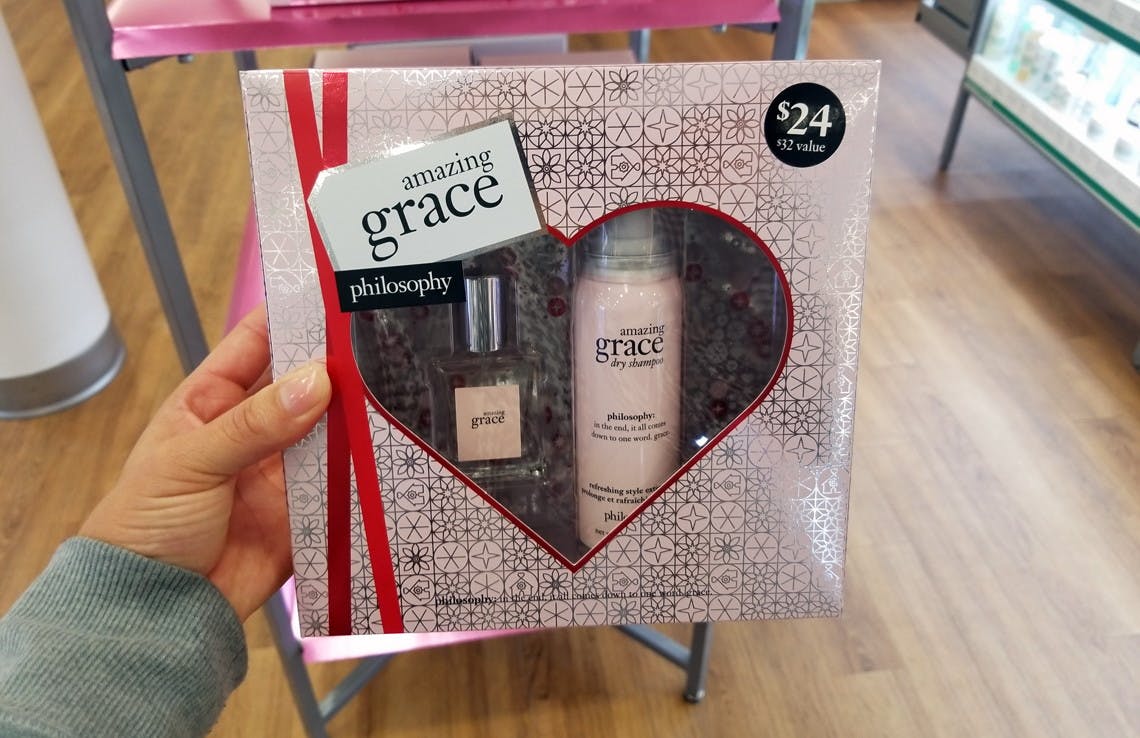 $24
$32 value
amazing
grace
philosophy
amazing
grace
dry shampoo
philosophy:
in the end, it all comes
down to one word. grace.
refreshing style
prolonge et
amazing
grace
philosophy: in the end, it all comes down to one word. grace.